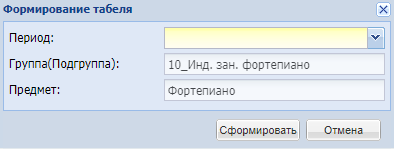 Формирование табеля
Период:
Группа(Подгруппа): 10_Инд. зан. фортепиано
Предмет: Фортепиано
Сформировать Отмена